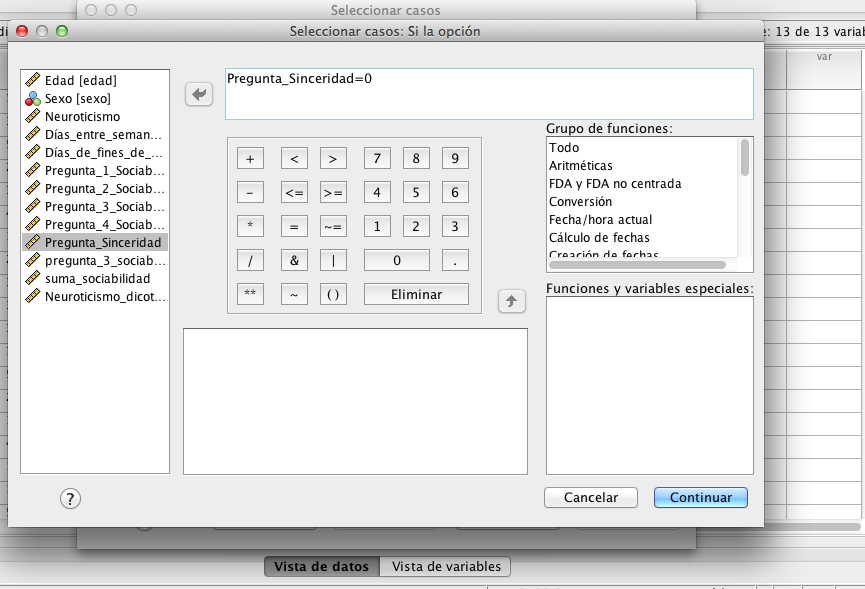 Seleccionar casos
Seleccionar casos: Si la opción
e: 13 de 13 variab
var
Edad [edad]
Sexo [sexo]
Neuroticismo
Días_entre_seman...
Días_de_fines_de_...
Pregunta_1_Sociab...
Pregunta_2_Sociab...
Pregunta_3_Sociab...
Pregunta_4_Sociab...
Pregunta_Sinceridad
pregunta_3_sociab...
suma_sociabilidad
Neuroticismo_dicot...
Pregunta_Sinceridad=0
+ < > 7 8 9
- <= >= 4 5 6
* = ~= 1 2 3
/ & | 0 .
** ~ () Eliminar
Grupo de funciones:
Todo
Aritméticas
FDA y FDA no centrada
Conversión
Fecha/hora actual
Cálculo de fechas
Creación de fechas
Funciones y variables especiales:
?
Cancelar
Continuar
Vista de datos
Vista de variables